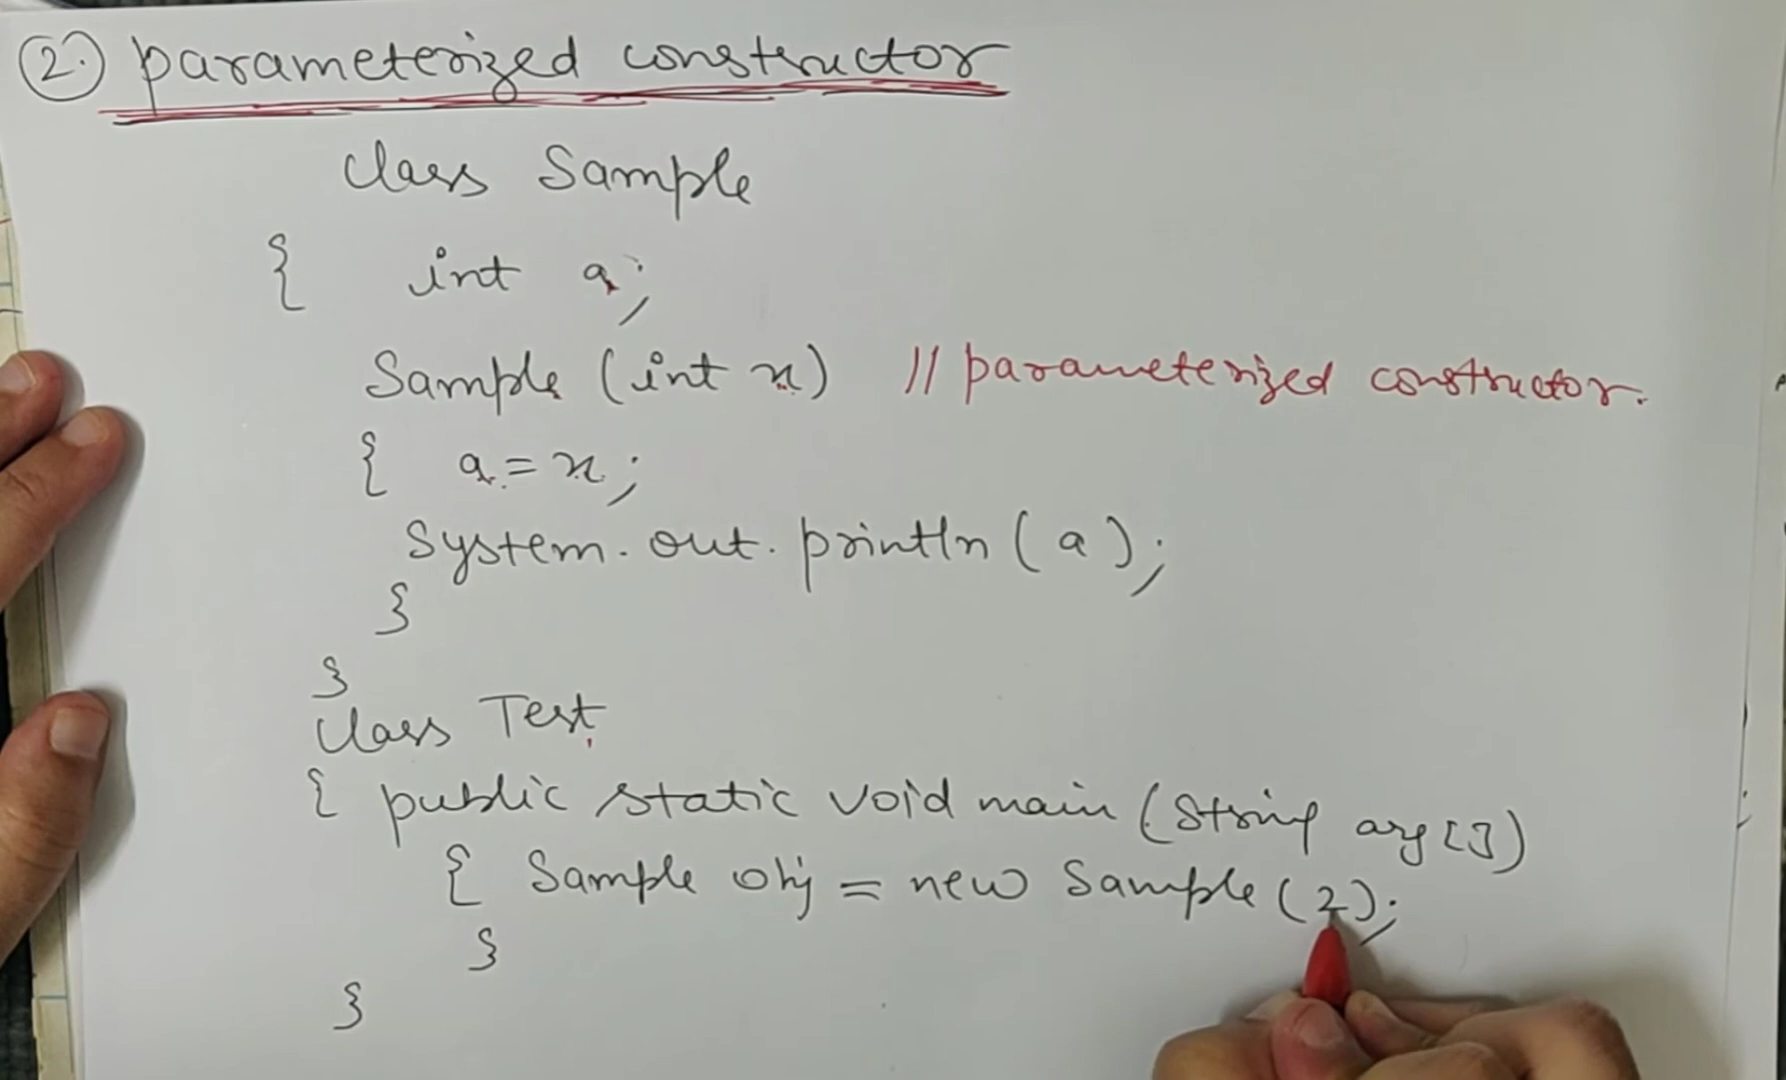 2. parameterized constructor
class Sample
{ int a;
Sample (int x) // parameterized constructor.
{ a = x;
System.out.println(a);
}
}
class Test
{ public static void main (String arg[])
{ Sample obj = new Sample(2);
}
}